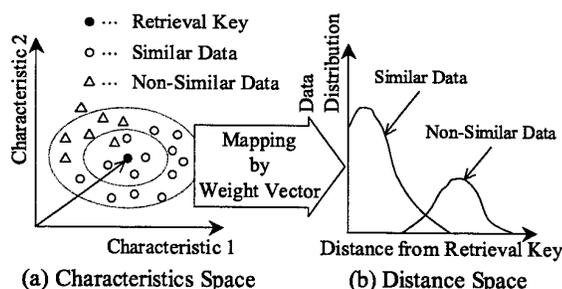 ● ··· Retrieval Key
○ ··· Similar Data
△ ··· Non-Similar Data
Characteristic 2
Characteristic 1
Mapping
by
Weight Vector
Data
Distribution
Similar Data
Non-Similar Data
Distance from Retrieval Key
(a) Characteristics Space
(b) Distance Space